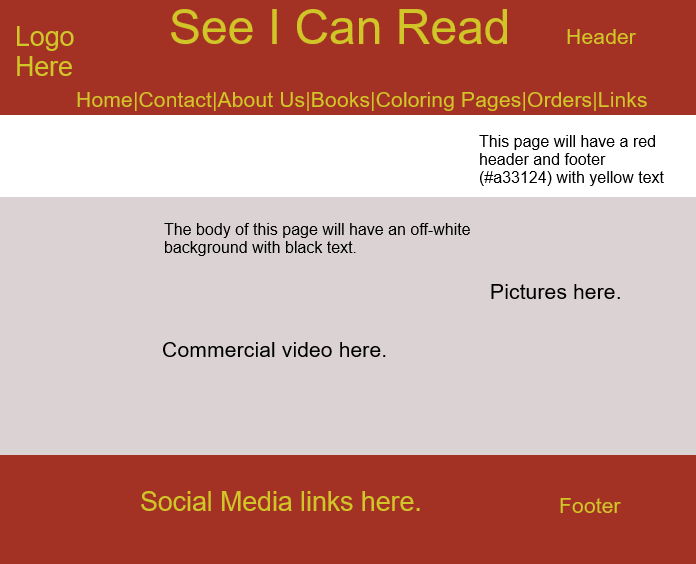 Logo
Here
See I Can Read
Header
Home|Contact|About Us|Books|Coloring Pages|Orders|Links
This page will have a red
header and footer
(#a33124) with yellow text
The body of this page will have an off-white
background with black text.
Pictures here.
Commercial video here.
Social Media links here.
Footer